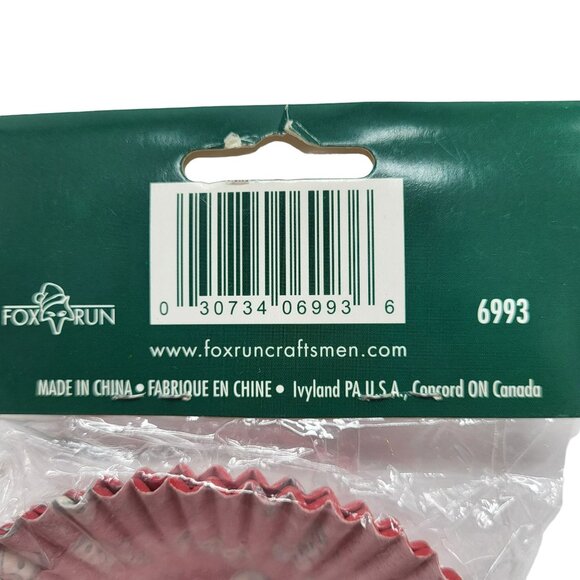 0 30734 06993 6
FOX RUN
6993
www.foxruncraftsmen.com
MADE IN CHINA • FABRIQUE EN CHINE • Ivyland PA U.S.A., Concord ON Canada